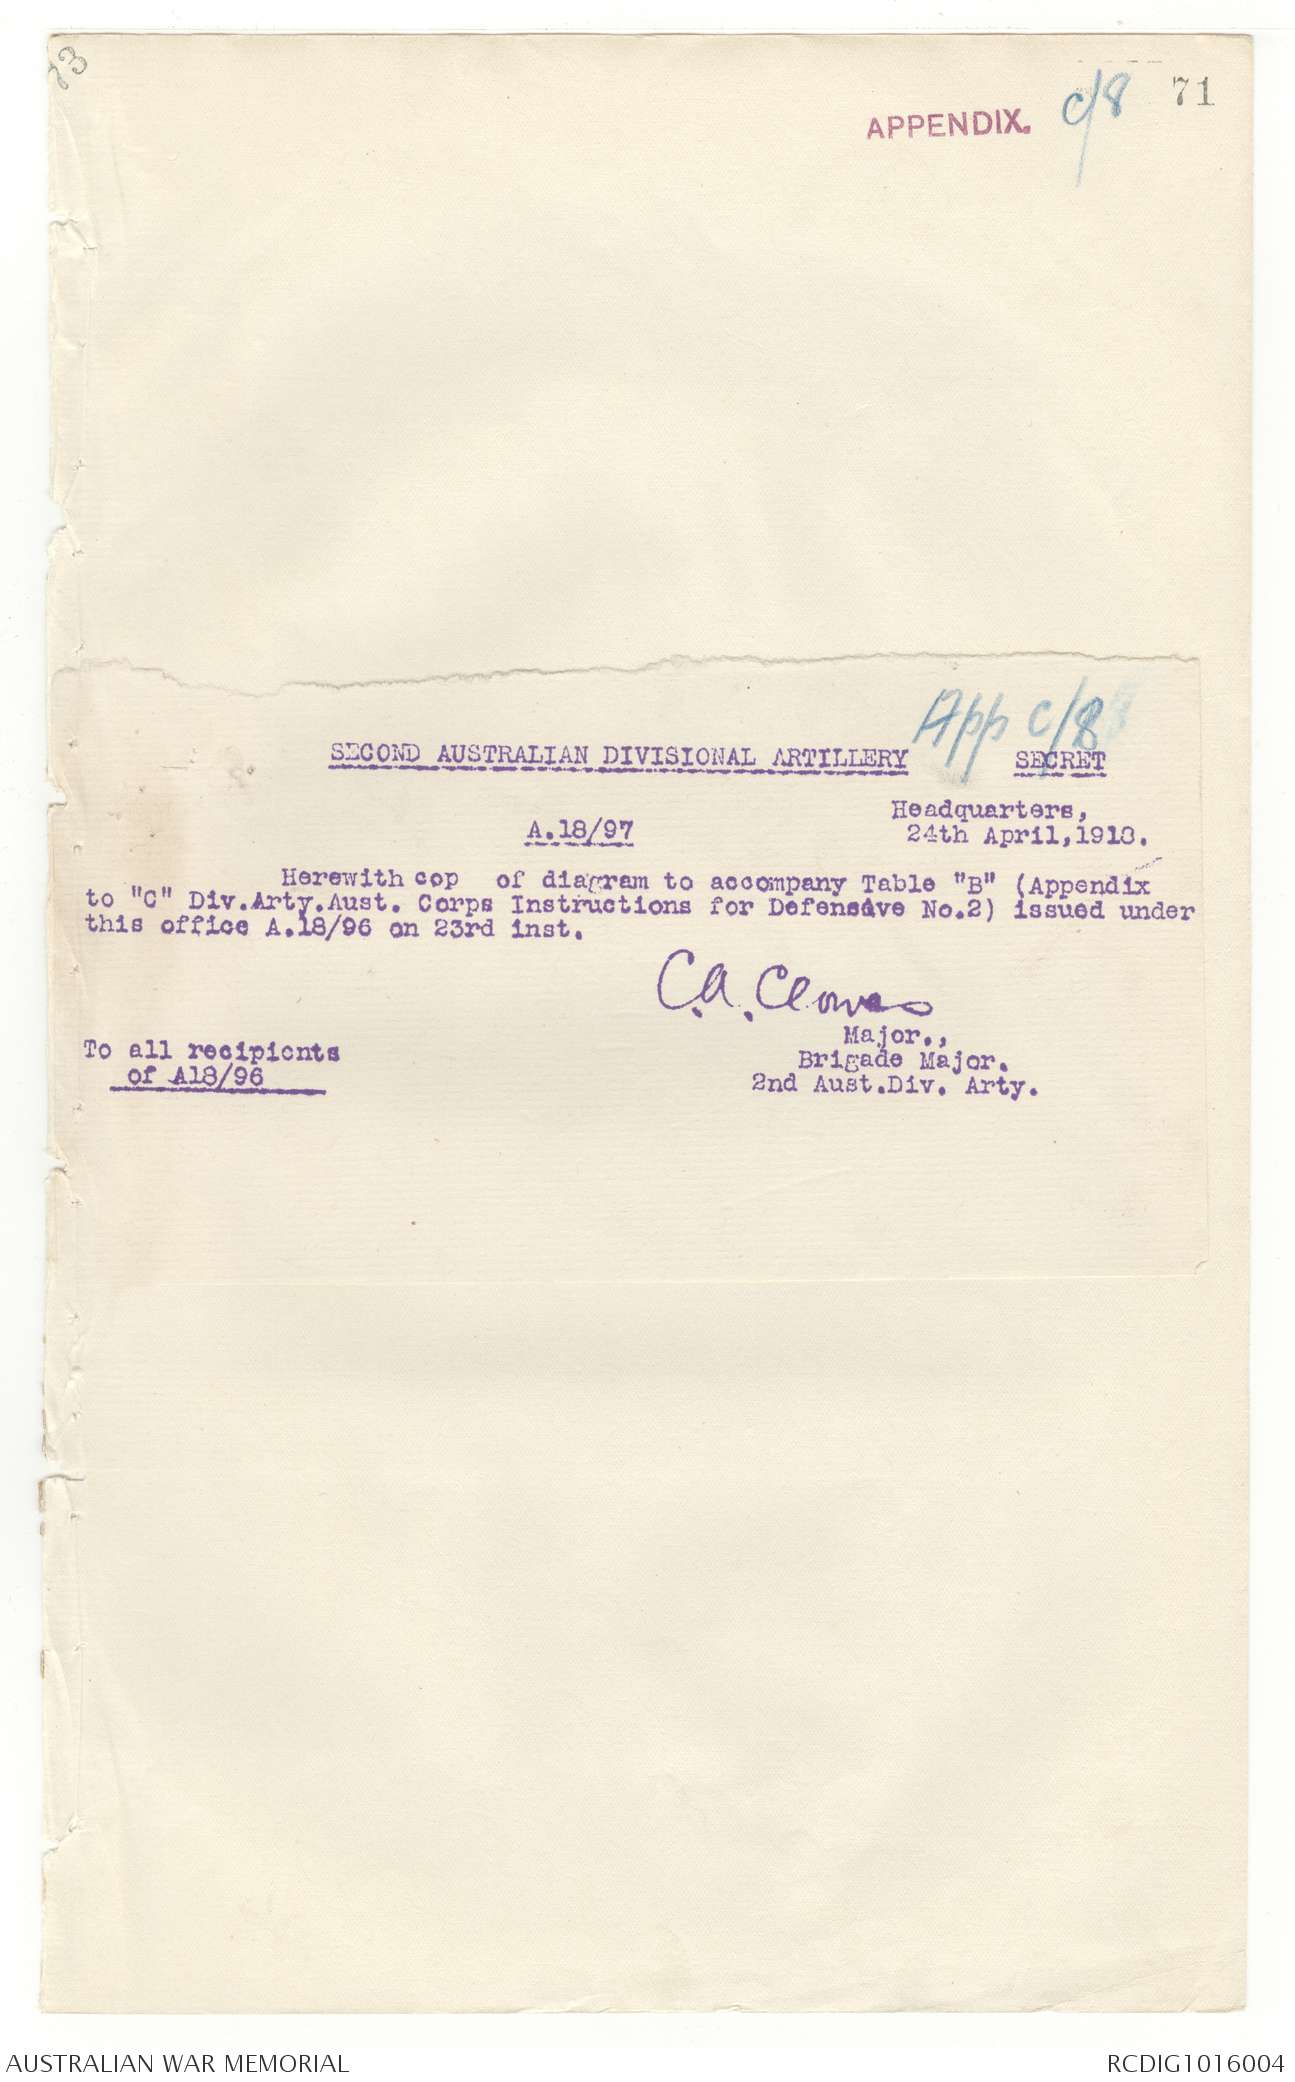 73
APPENDIX. C/8 71
App C/8
SECOND AUSTRALIAN DIVISIONAL ARTILLERY SECRET
Headquarters,
A.18/97
24th April,1918.
Herewith cop of diagram to accompany Table "B" (Appendix
to "C" Div.Arty.Aust. Corps Instructions for Defensive No.2) issued under
this office A.18/96 on 23rd inst.
C.A. Clowes
Major.,
Brigade Major.
2nd Aust.Div. Arty.
To all recipients
of A18/96
AUSTRALIAN WAR MEMORIAL RCDIG1016004